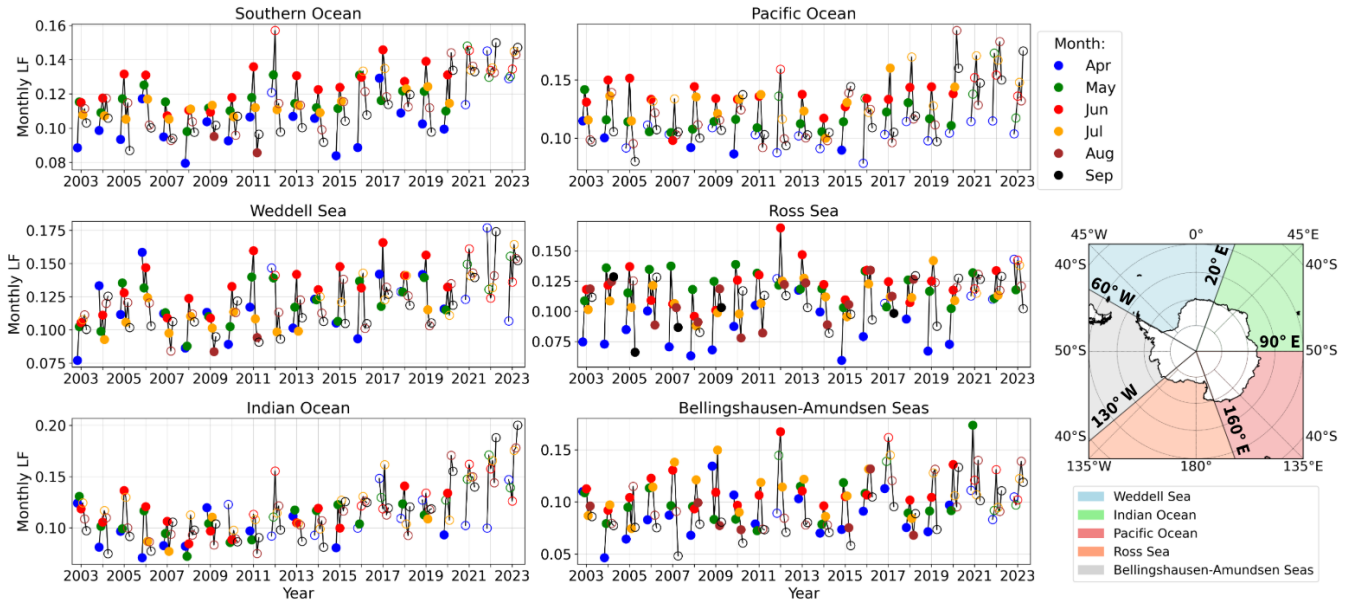 Southern Ocean
Monthly LF
0.16
0.14
0.12
0.10
0.08
2003 2005 2007 2009 2011 2013 2015 2017 2019 2021 2023
Pacific Ocean
0.15
0.10
2003 2005 2007 2009 2011 2013 2015 2017 2019 2021 2023
Month:
Apr
May
Jun
Jul
Aug
Sep
Weddell Sea
Monthly LF
0.175
0.150
0.125
0.100
0.075
2003 2005 2007 2009 2011 2013 2015 2017 2019 2021 2023
Ross Sea
0.150
0.125
0.100
0.075
2003 2005 2007 2009 2011 2013 2015 2017 2019 2021 2023
Indian Ocean
Monthly LF
0.20
0.15
0.10
2003 2005 2007 2009 2011 2013 2015 2017 2019 2021 2023
Year
Bellingshausen-Amundsen Seas
0.15
0.10
0.05
2003 2005 2007 2009 2011 2013 2015 2017 2019 2021 2023
Year
45°W 0° 45°E
40°S 40°S
20° E
60° W
90° E
50°S 50°S
130° W
160° E
40°S 40°S
135°W 180° 135°E
Weddell Sea
Indian Ocean
Pacific Ocean
Ross Sea
Bellingshausen-Amundsen Seas